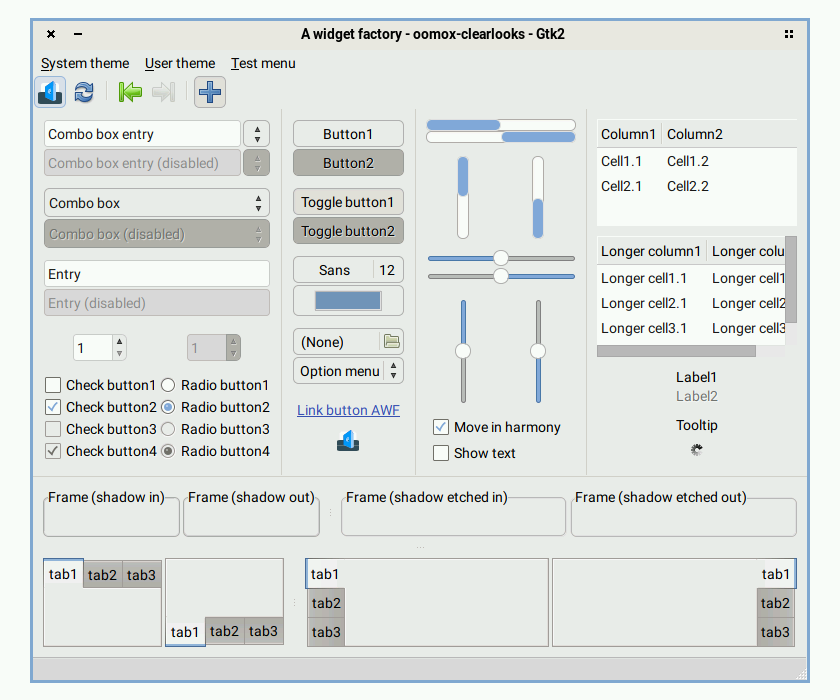 A widget factory - oomox-clearlooks - Gtk2
System theme User theme Test menu
Combo box entry
Combo box entry (disabled)
Combo box
Combo box (disabled)
Entry
Entry (disabled)
1 1
Check button1 Radio button1
Check button2 Radio button2
Check button3 Radio button3
Check button4 Radio button4
Button1
Button2
Toggle button1
Toggle button2
Sans 12
(None)
Option menu
Link button AWF
Move in harmony
Show text
Column1 Column2
Cell1.1 Cell1.2
Cell2.1 Cell2.2
Longer column1 Longer colu
Longer cell1.1 Longer cell1
Longer cell2.1 Longer cell2
Longer cell3.1 Longer cell3
Label1
Label2
Tooltip
Frame (shadow in) Frame (shadow out) Frame (shadow etched in) Frame (shadow etched out)
tab1 tab2 tab3
tab1 tab2 tab3
tab1
tab2
tab3
tab1
tab2
tab3